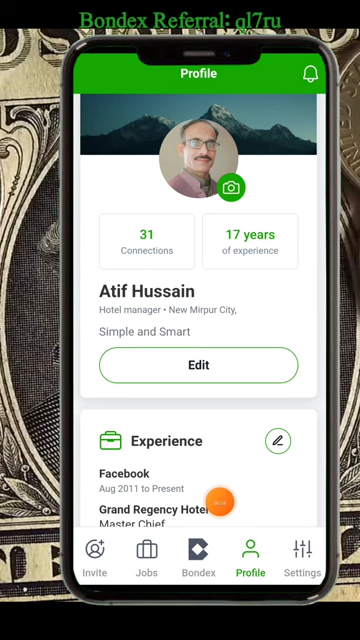 Bondex Referral: ql7ru
Profile
31
Connections
17 years
of experience
Atif Hussain
Hotel manager • New Mirpur City,
Simple and Smart
Edit
Experience
Facebook
Aug 2011 to Present
Grand Regency Hotel
Master Chief
Invite
Jobs
Bondex
Profile
Settings